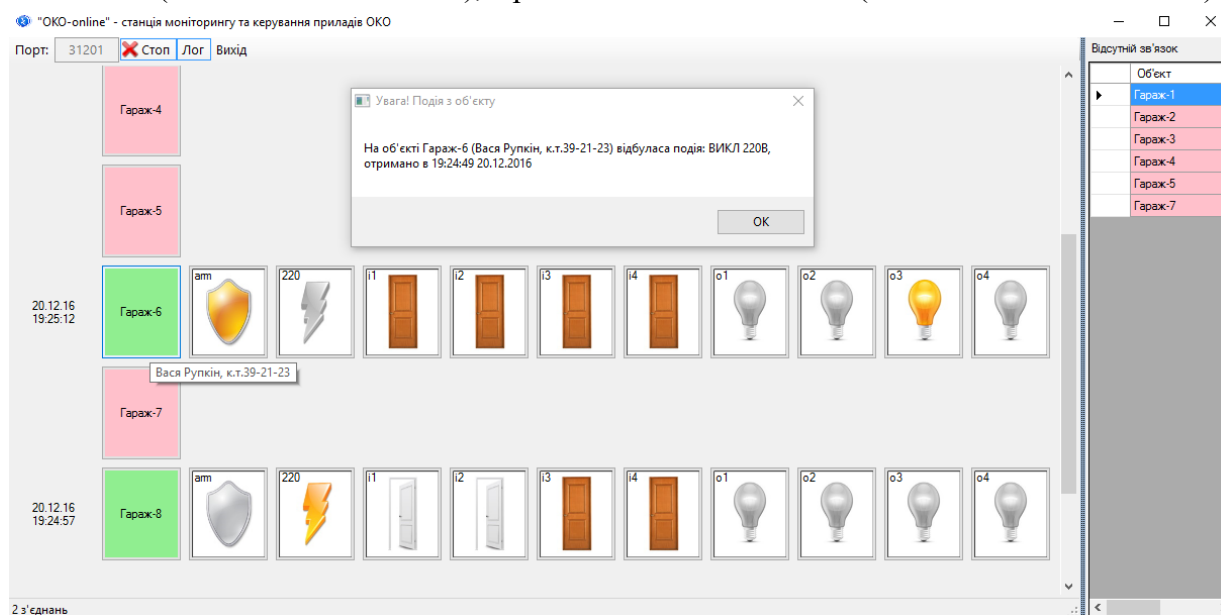 "ОКО-online" - станція моніторингу та керування приладів ОКО
Порт: 31201 Стоп Лог Вихід
Відсутній зв'язок
Об'єкт
Гараж-1
Гараж-2
Гараж-3
Гараж-4
Гараж-5
Гараж-7
Гараж-4
Увага! Подія з об'єкту
На об'єкті Гараж-6 (Вася Рупкін, к.т.39-21-23) відбуласа подія: ВИКЛ 220В,
отримано в 19:24:49 20.12.2016
OK
Гараж-5
20.12.16
19:25:12
Гараж-6
arm 220 i1 i2 i3 i4 o1 o2 o3 o4
Вася Рупкін, к.т.39-21-23
Гараж-7
20.12.16
19:24:57
Гараж-8
arm 220 i1 i2 i3 i4 o1 o2 o3 o4
2 з'єднань